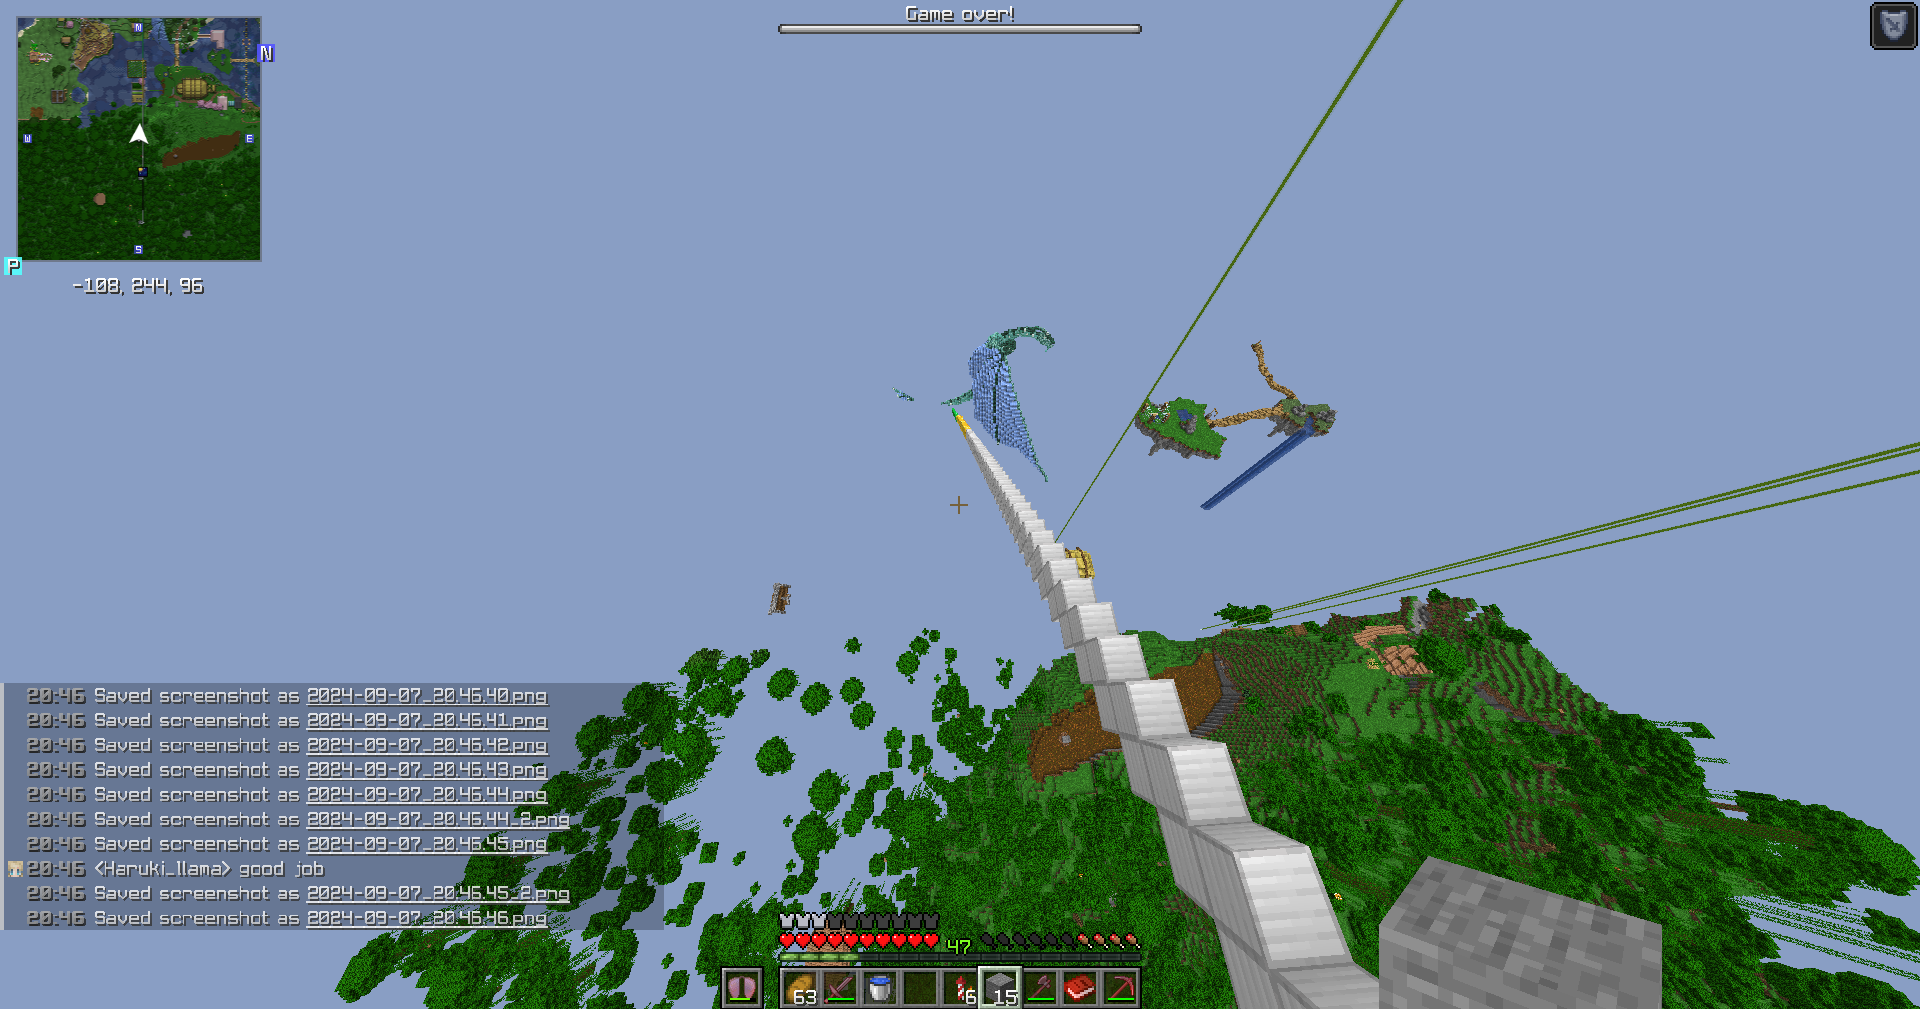 Game over!
N
N
W
E
S
P
-108, 244, 96
20:46 Saved screenshot as 2024-09-07_20.46.40.png
20:46 Saved screenshot as 2024-09-07_20.46.41.png
20:46 Saved screenshot as 2024-09-07_20.46.42.png
20:46 Saved screenshot as 2024-09-07_20.46.43.png
20:46 Saved screenshot as 2024-09-07_20.46.44.png
20:46 Saved screenshot as 2024-09-07_20.46.44_2.png
20:46 Saved screenshot as 2024-09-07_20.46.45.png
20:46 <Haruki_llama> good job
20:46 Saved screenshot as 2024-09-07_20.46.45_2.png
20:46 Saved screenshot as 2024-09-07_20.46.46.png
47
63 6 15